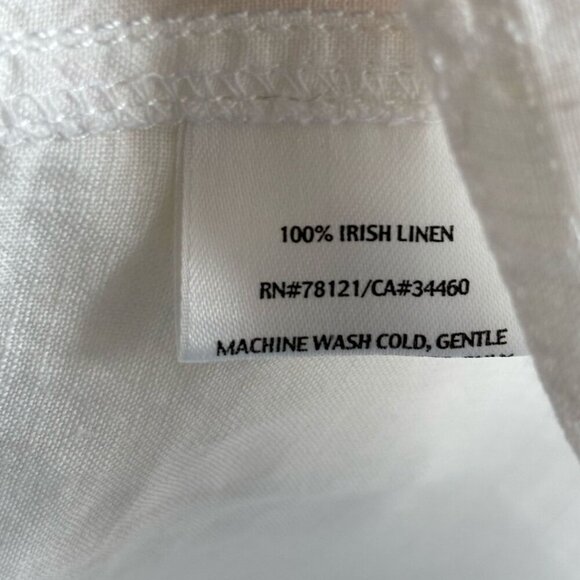 100% IRISH LINEN
RN#78121/CA#34460
MACHINE WASH COLD, GENTLE